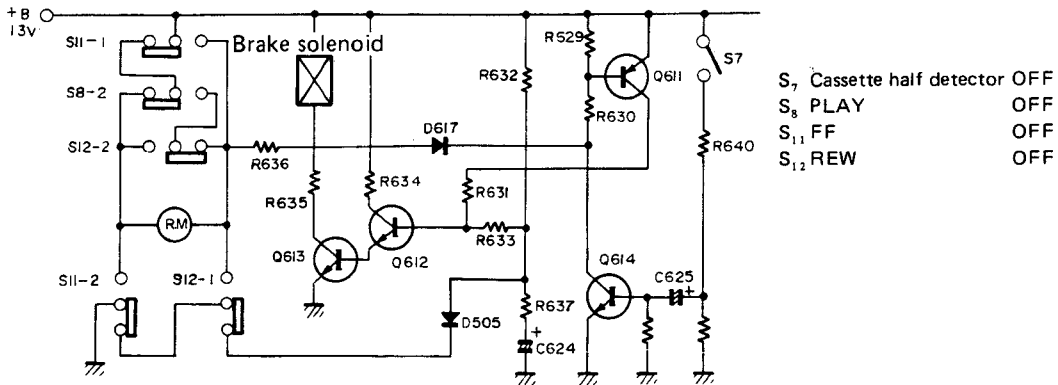 +B
13V
S11-1
Brake solenoid
R629
Q611
S7
S8-2
R632
S12-2
D617
R630
R636
R640
R634
R631
R635
R.M
R633
Q613
Q612
Q614
C625
S11-2
S12-1
D505
R637
+
+
C624
S7 Cassette half detector OFF
S8 PLAY OFF
S11 FF OFF
S12 REW OFF